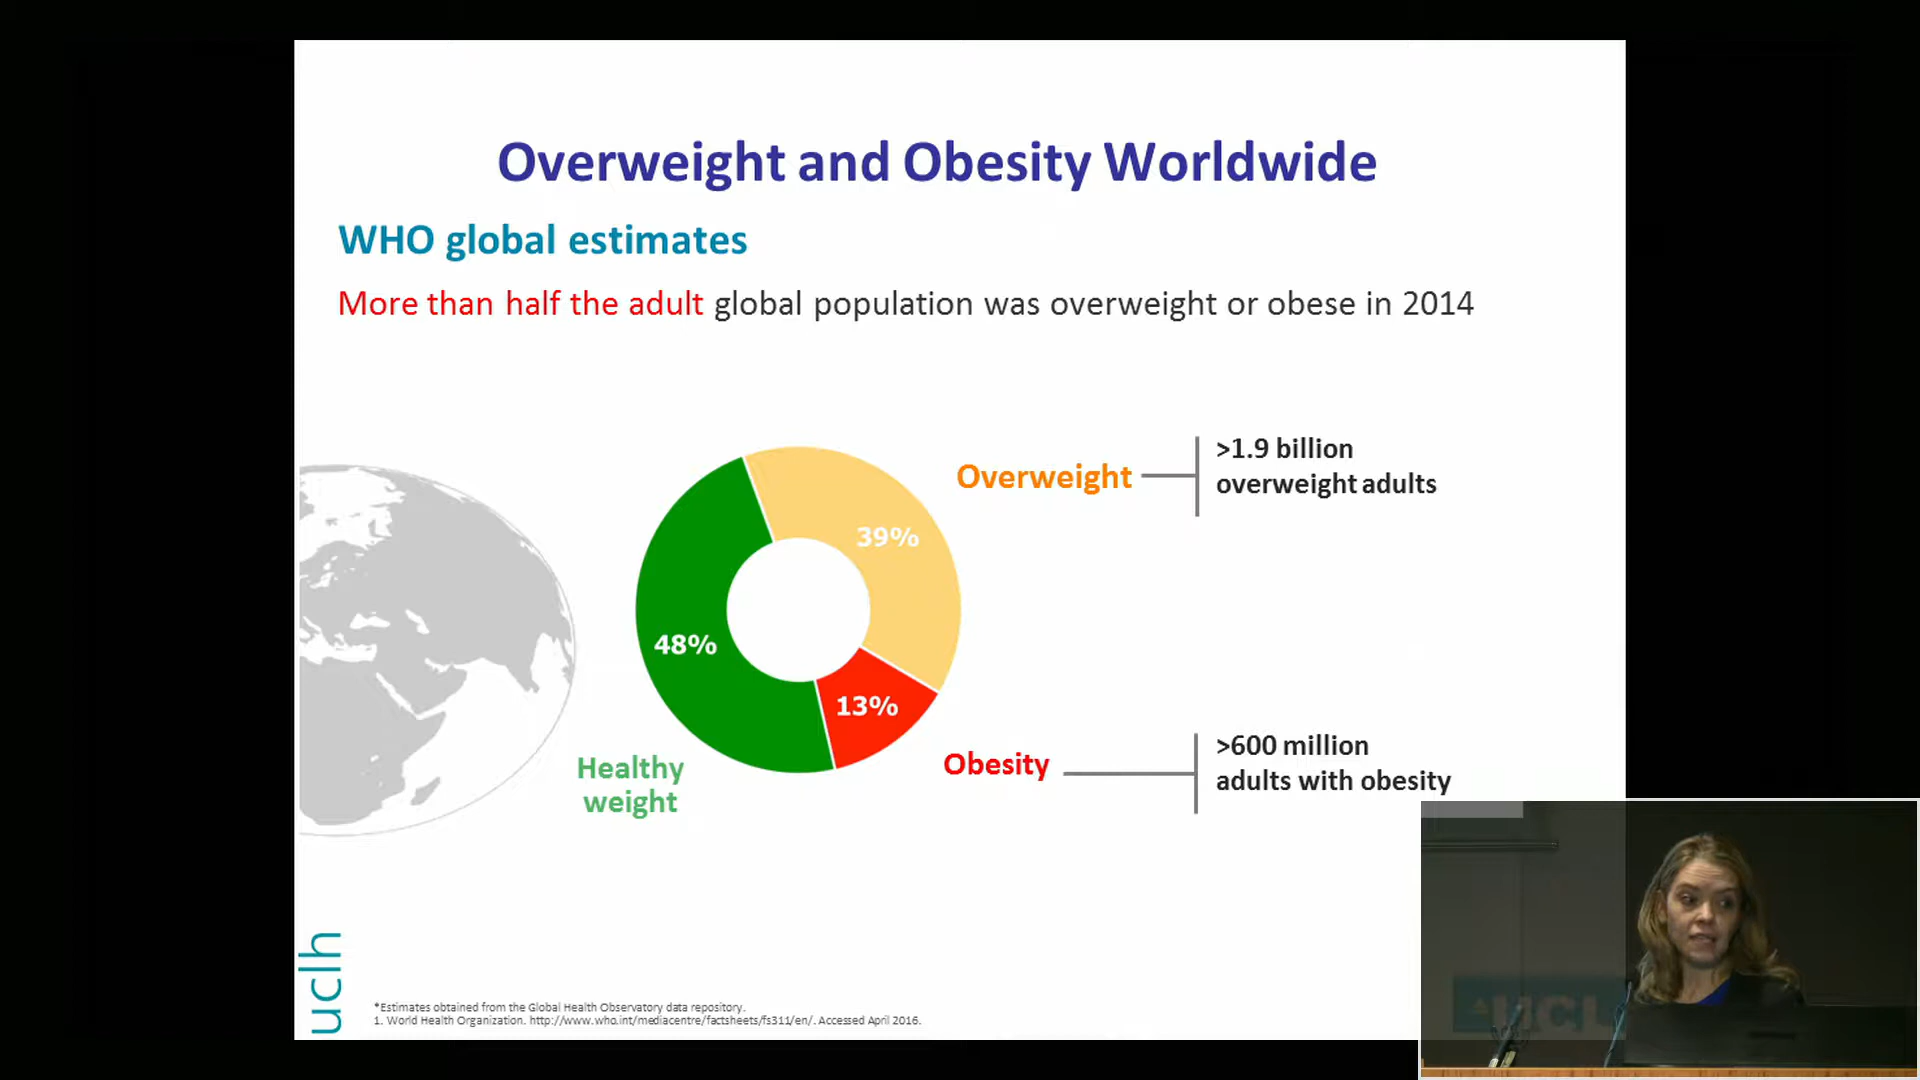 Overweight and Obesity Worldwide
WHO global estimates
More than half the adult global population was overweight or obese in 2014
Overweight
>1.9 billion
overweight adults
39%
48%
13%
Healthy
weight
Obesity
>600 million
adults with obesity
uclh
*Estimates obtained from the Global Health Observatory data repository.
1. World Health Organization. http://www.who.int/mediacentre/factsheets/fs311/en/. Accessed April 2016.
UCL